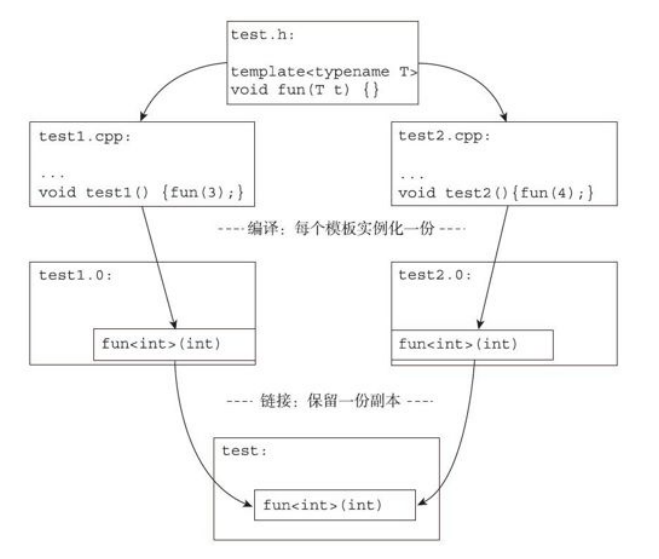 test.h:
template<typename T>
void fun(T t) {}
test1.cpp:
...
void test1() {fun(3);}
test2.cpp:
...
void test2(){fun(4);}
---- 编译：每个模板实例化一份 ----
test1.0:
fun<int>(int)
test2.0:
fun<int>(int)
---- 链接：保留一份副本 ----
test:
fun<int>(int)